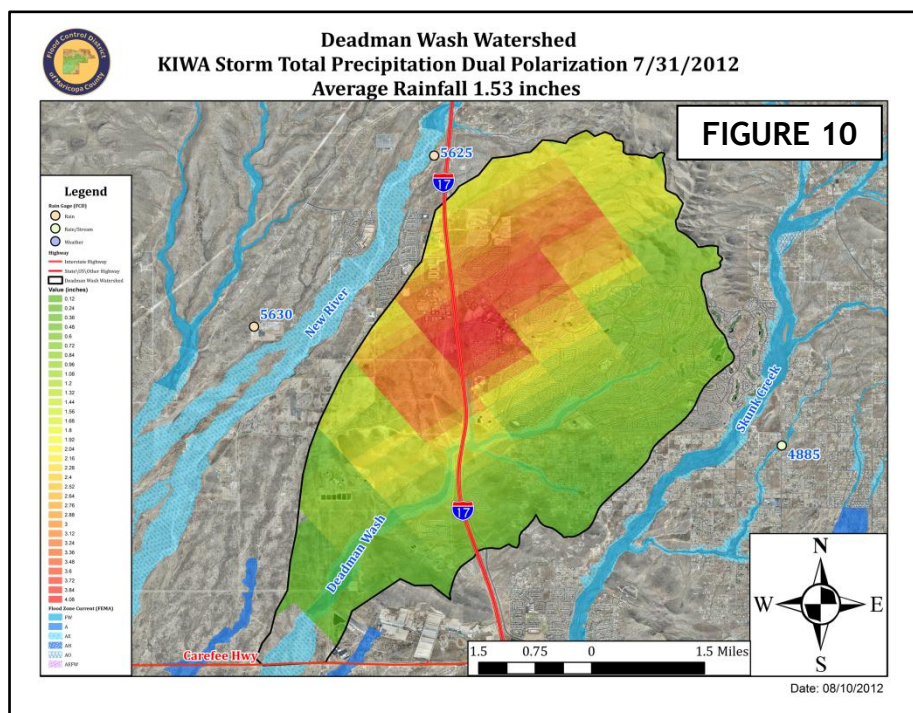 Flood Control District
of Maricopa County
Deadman Wash Watershed
KIWA Storm Total Precipitation Dual Polarization 7/31/2012
Average Rainfall 1.53 inches
FIGURE 10
5625
17
5630
New River
Skunk Creek
4885
17
Deadman Wash
Carefee Hwy
Legend
Rain Gage (FCD)
Rain
Rain/Stream
Weather
Highway
Interstate Highway
State\US\Other Highway
Deadman Wash Watershed
Value (inches)
0.12
0.24
0.36
0.48
0.6
0.72
0.84
0.96
1.08
1.2
1.32
1.44
1.56
1.68
1.8
1.92
2.04
2.16
2.28
2.4
2.52
2.64
2.76
2.88
3
3.12
3.24
3.36
3.48
3.6
3.72
3.84
4.08
Flood Zone Current (FEMA)
FW
A
AE
AH
AO
AEFW
N
W
E
S
1.5 0.75 0 1.5 Miles
Date: 08/10/2012